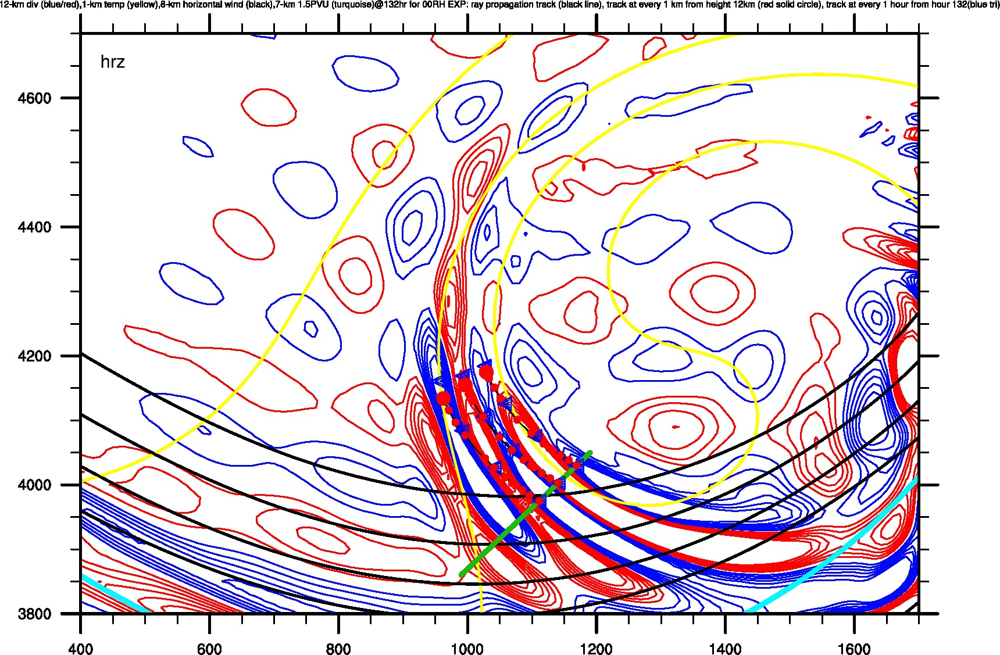 12-km div (blue/red),1-km temp (yellow),8-km horizontal wind (black),7-km 1.5PVU (turquoise)@132hr for 00RH EXP: ray propagation track (black line), track at every 1 km from height 12km (red solid circle), track at every 1 hour from hour 132(blue tri)
hrz
4600
4400
4200
4000
3800
400 600 800 1000 1200 1400 1600